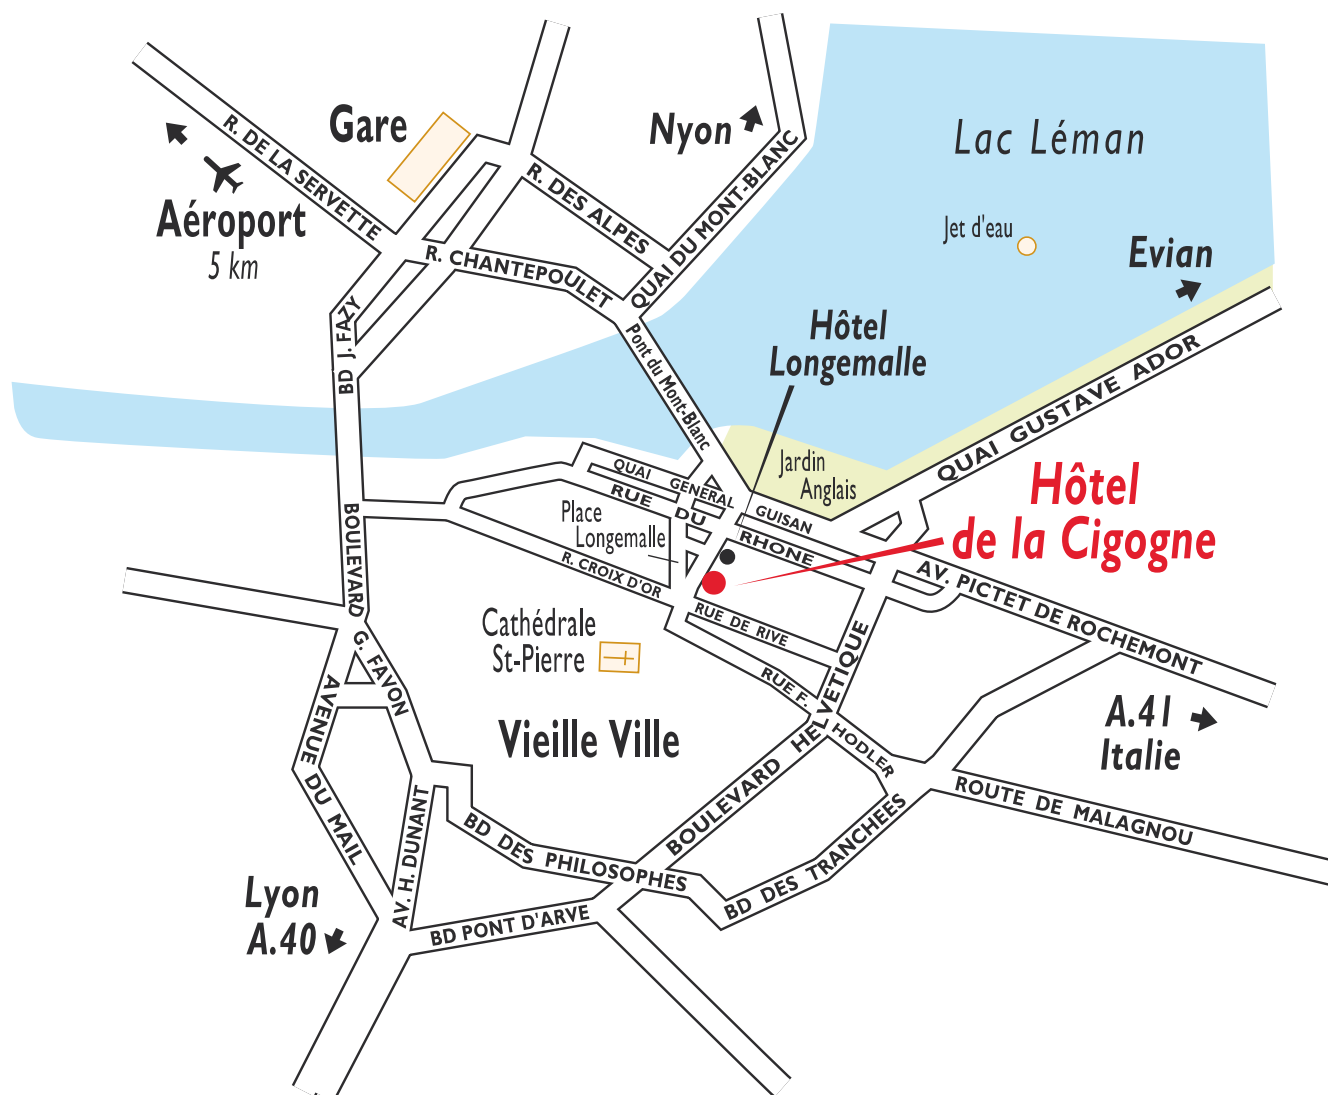 Gare
R. DE LA SERVETTE
Aéroport
5 km
Nyon
QUAI DU MONT-BLANC
R. DES ALPES
R. CHANTEPOULET
Lac Léman
Jet d'eau
Evian
BD J. FAZY
Pont du Mont-Blanc
Hôtel
Longemalle
QUAI GUSTAVE ADOR
Jardin
Anglais
QUAI GENERAL GUISAN
RUE DU RHONE
Place
Longemalle
R. CROIX D'OR
Hôtel
de la Cigogne
BOULEVARD
G. FAVON
AV. PICTET DE ROCHEMONT
RUE DE RIVE
Cathédrale
St-Pierre
RUE F. HODLER
BOULEVARD HELVETIQUE
Vieille Ville
A.41
Italie
AVENUE DU MAIL
AV. H. DUNANT
BD DES PHILOSOPHES
BD DES TRANCHEES
ROUTE DE MALAGNOU
Lyon
A.40
BD PONT D'ARVE